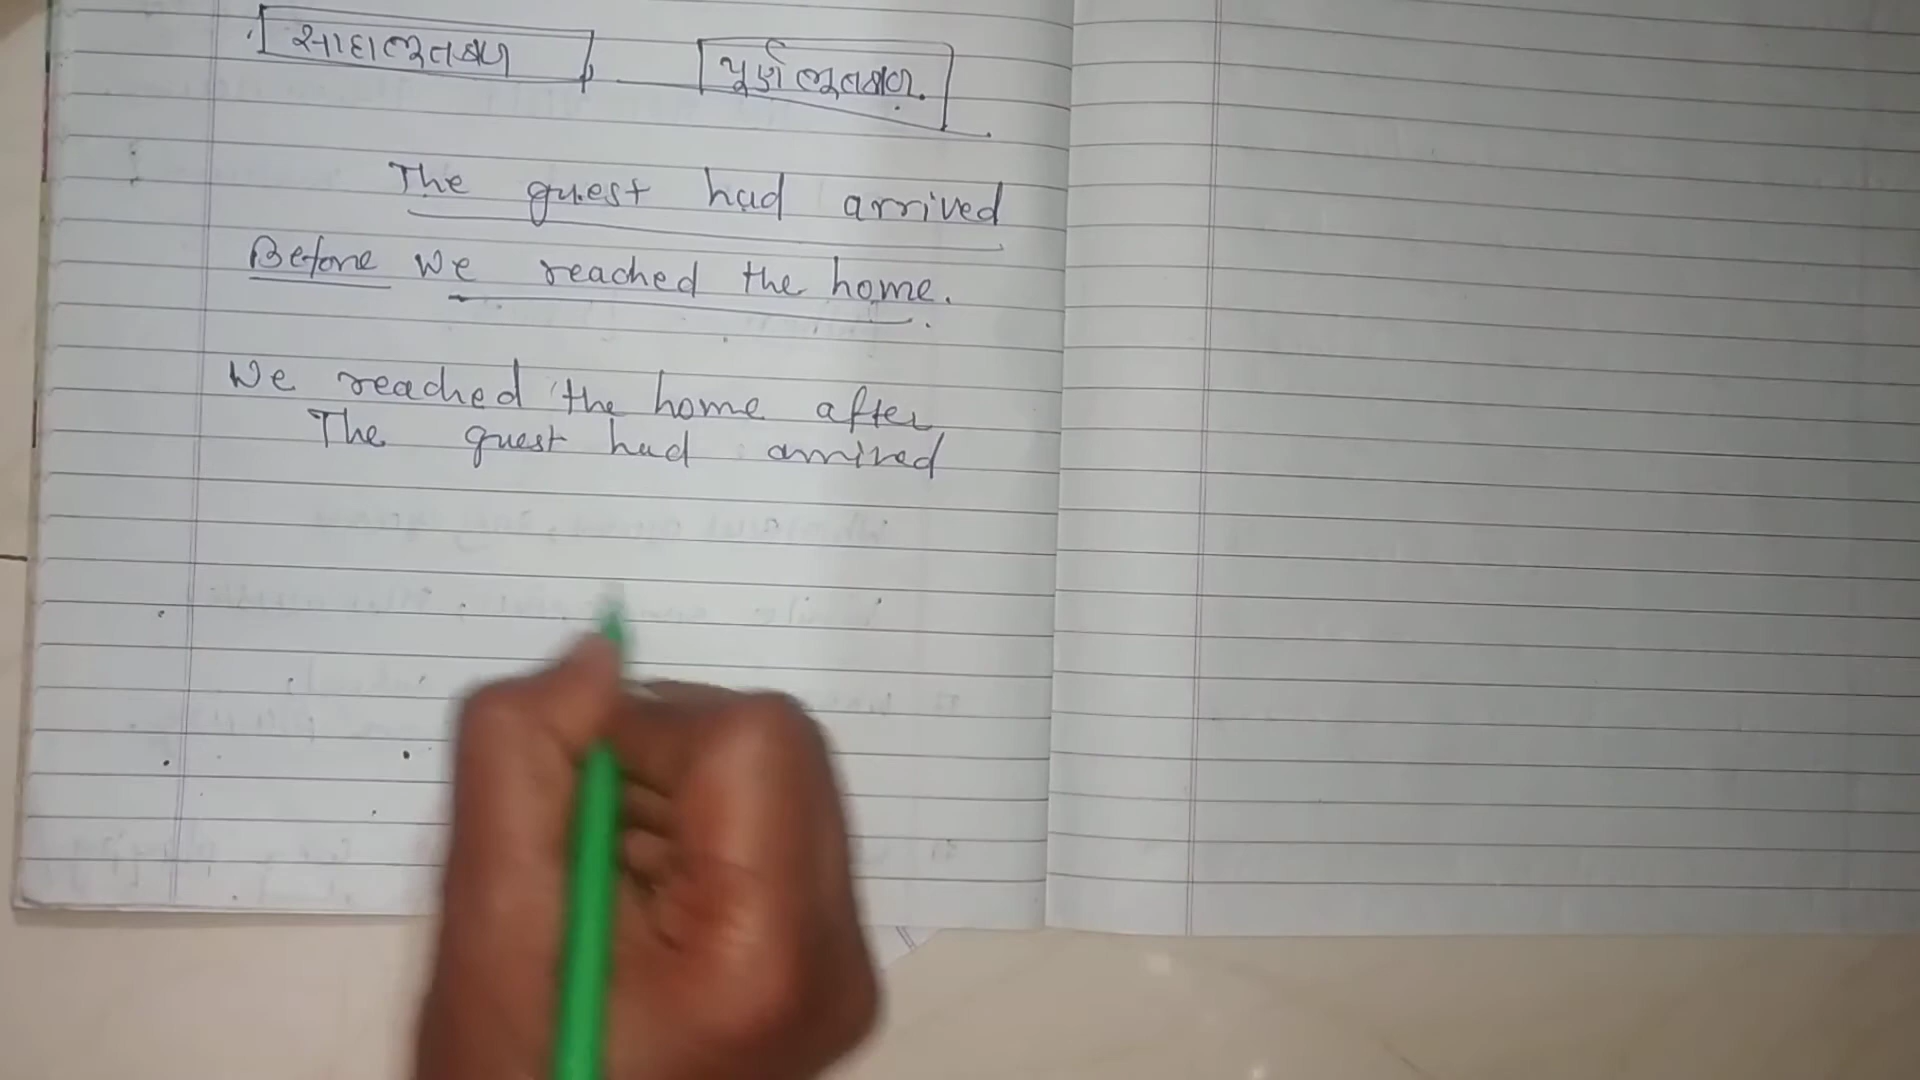 સાદાભૂતકાળ પૂર્ણ ભૂતકાળ.
The guest had arrived
Before We reached the home.
We reached the home after
The guest had arrived